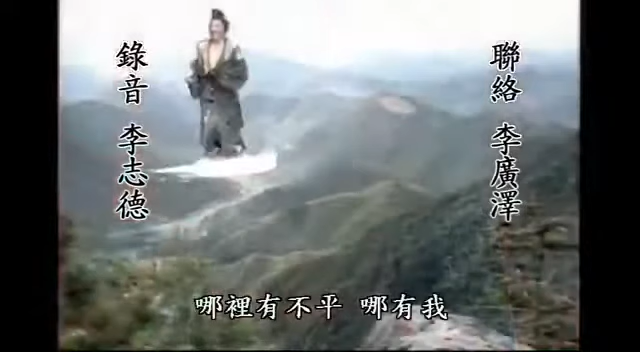 聯絡 李廣澤
錄音 李志德
哪裡有不平 哪有我